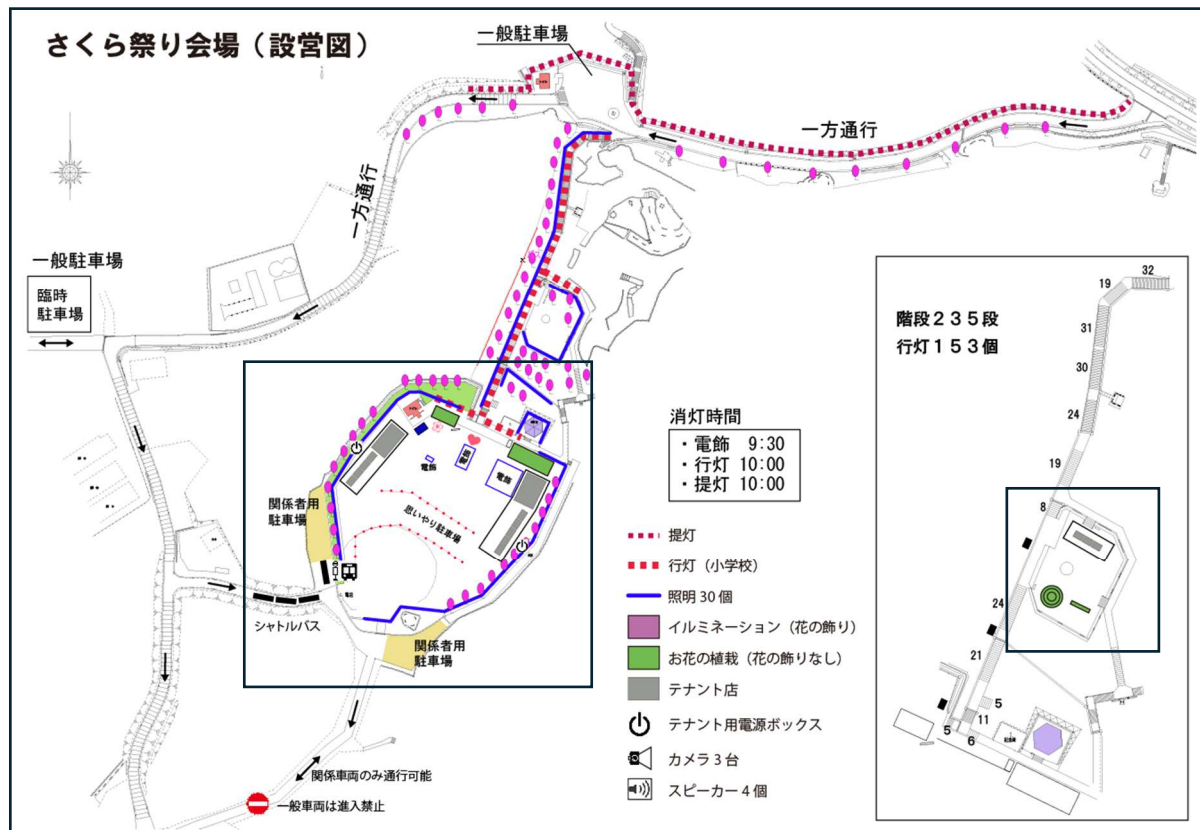 さくら祭り会場（設営図）
一般駐車場
一方通行
一方通行
一般駐車場
臨時
駐車場
関係者用
駐車場
電飾
電飾
電飾
思いやり駐車場
シャトルバス
関係者用
駐車場
関係車両のみ通行可能
一般車両は進入禁止
消灯時間
・電飾 9:30
・行灯 10:00
・提灯 10:00
提灯
行灯（小学校）
照明30個
イルミネーション（花の飾り）
お花の植栽（花の飾りなし）
テナント店
テナント用電源ボックス
カメラ3台
スピーカー4個
階段２３５段
行灯１５３個
32
19
31
30
24
19
8
24
21
5
11
5
6